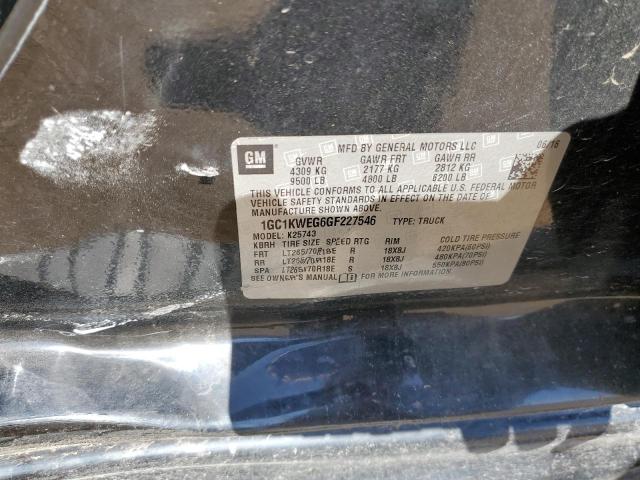 GM
MFD BY GENERAL MOTORS LLC 06/16
GVWR GAWR FRT GAWR RR
4309 KG 2177 KG 2812 KG
9500 LB 4800 LB 6200 LB
THIS VEHICLE CONFORMS TO ALL APPLICABLE U.S. FEDERAL MOTOR
VEHICLE SAFETY STANDARDS IN EFFECT ON THE DATE OF
MANUFACTURE SHOWN ABOVE.
1GC1KWEG6GF227546 TYPE: TRUCK
MODEL: K25743
KBRH TIRE SIZE SPEED RTG RIM COLD TIRE PRESSURE
FRT LT265/70R18E R 18X8J 420KPA(60PSI)
RR LT265/70R18E R 18X8J 480KPA(70PSI)
SPA LT265/70R18E S 18X8J 550KPA(80PSI)
SEE OWNER'S MANUAL